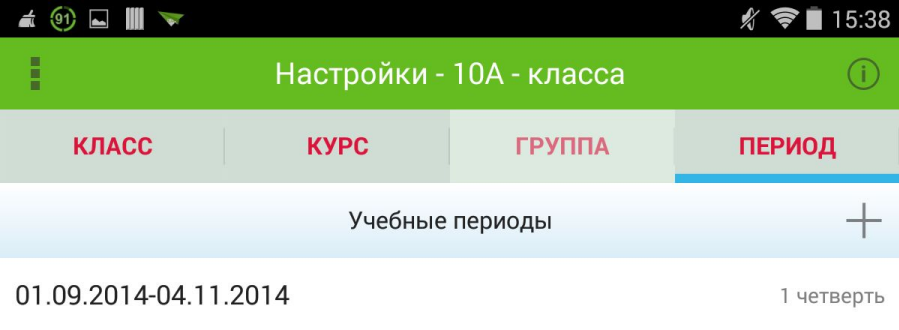 91 15:38
Настройки - 10А - класса
КЛАСС КУРС ГРУППА ПЕРИОД
Учебные периоды
01.09.2014-04.11.2014 1 четверть